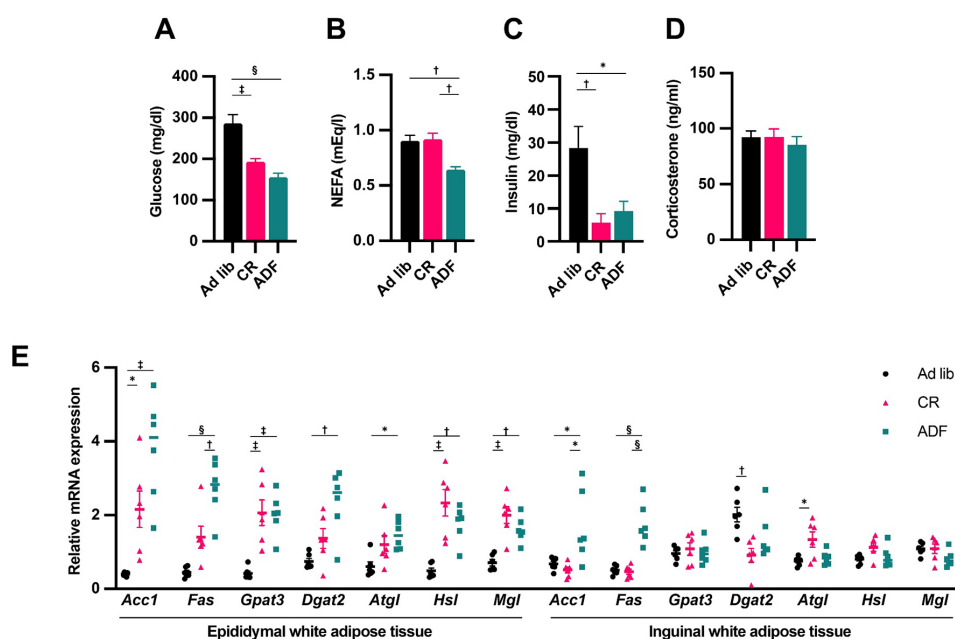 A
B
C
D
Glucose (mg/dl)
400
300
200
100
0
§
‡
Ad lib
CR
ADF
NEFA (mEq/l)
1.5
1.0
0.5
0.0
†
†
Ad lib
CR
ADF
Insulin (mg/dl)
50
40
30
20
10
0
*
†
Ad lib
CR
ADF
Corticosterone (ng/ml)
150
100
50
0
Ad lib
CR
ADF
E
Relative mRNA expression
6
4
2
0
‡
*
§
†
‡
‡
†
*
†
‡
†
‡
*
*
§
§
†
*
Ad lib
CR
ADF
Acc1 Fas Gpat3 Dgat2 Atgl Hsl Mgl Acc1 Fas Gpat3 Dgat2 Atgl Hsl Mgl
Epididymal white adipose tissue Inguinal white adipose tissue